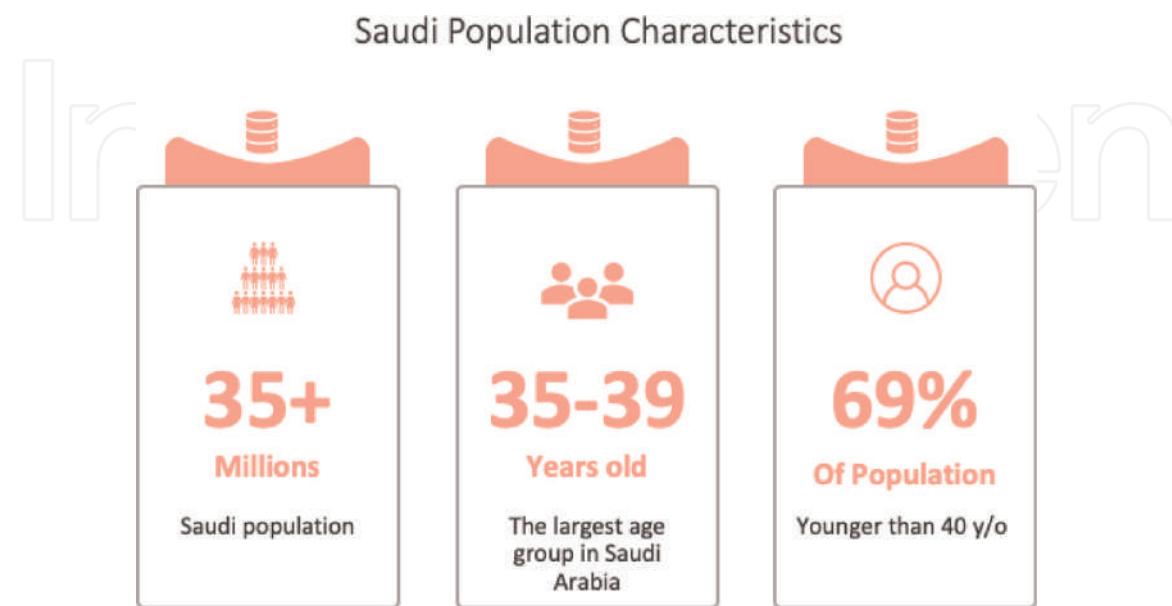 Saudi Population Characteristics
35+
Millions
Saudi population
35-39
Years old
The largest age
group in Saudi
Arabia
69%
Of Population
Younger than 40 y/o